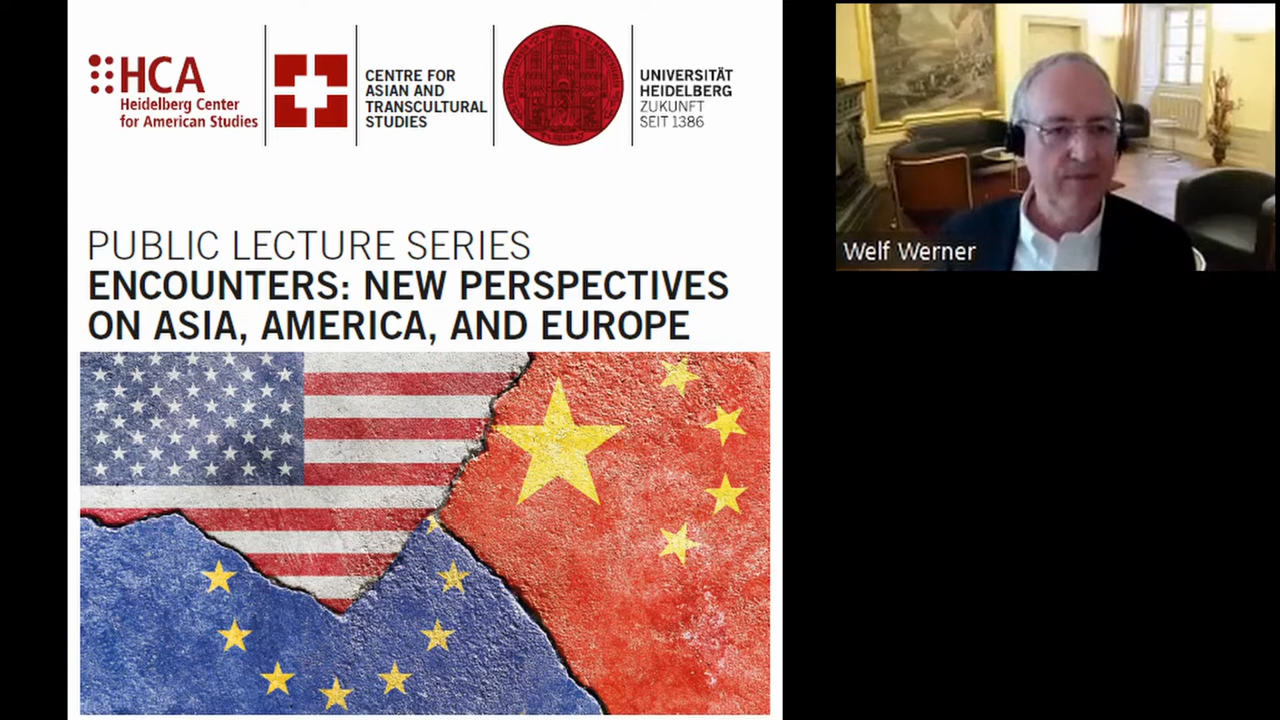 HCA
Heidelberg Center
for American Studies
CENTRE FOR
ASIAN AND
TRANSCULTURAL
STUDIES
UNIVERSITÄT
HEIDELBERG
ZUKUNFT
SEIT 1386
PUBLIC LECTURE SERIES
ENCOUNTERS: NEW PERSPECTIVES
ON ASIA, AMERICA, AND EUROPE
Welf Werner